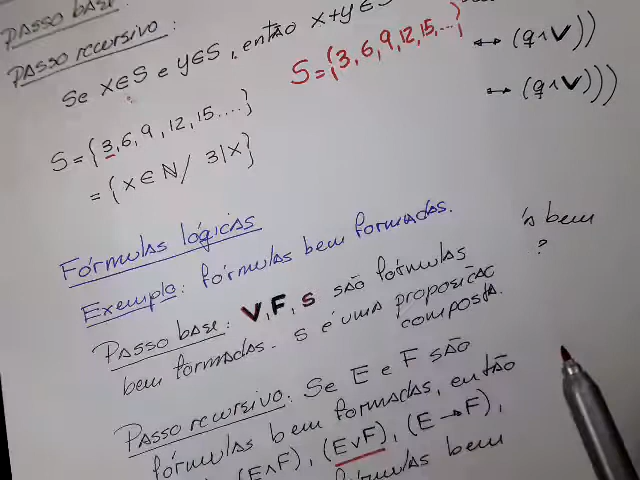 PASSO BASE:
PASSO RECURSIVO:
Se x∈S e y∈S, então x+y∈S
S={3,6,9,12,15,...}
↔ (q∧V))
↔ (q∧V)))
S={3,6,9,12,15....}
={x∈ℕ/ 3|x}
Fórmulas lógicas
Exemplo: fórmulas bem formadas.
is bem
?
Passo base: V, F, S são fórmulas
bem formadas. S é uma proposição
composta.
Passo recursivo: Se E e F são
fórmulas bem formadas, então
(E∧F), (E∨F), (E→F),
fórmulas bem